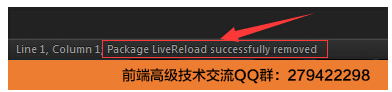 Line 1, Column 1, Package LiveReload successfully removed
前端高级技术交流QQ群：279422298